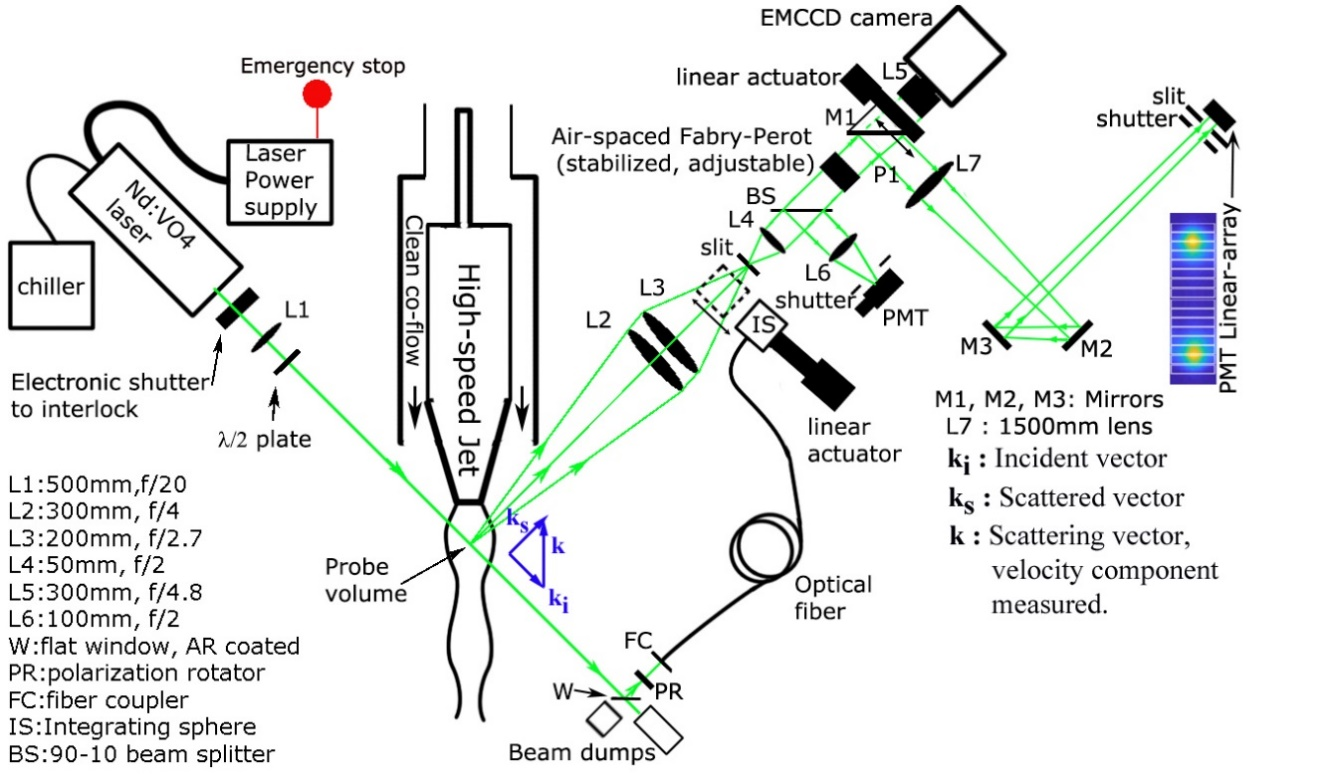 EMCCD camera
Emergency stop
linear actuator
L5
M1
slit
shutter
Air-spaced Fabry-Perot
(stabilized, adjustable)
P1
L7
Laser
Power
supply
Nd:VO4
laser
BS
L4
slit
L6
shutter
PMT
chiller
L1
Clean co-flow
High-speed Jet
L3
L2
IS
M3
M2
PMT Linear-array
Electronic shutter
to interlock
λ/2 plate
linear
actuator
M1, M2, M3: Mirrors
L7 : 1500mm lens
ki : Incident vector
ks : Scattered vector
k : Scattering vector,
velocity component
measured.
L1:500mm,f/20
L2:300mm, f/4
L3:200mm, f/2.7
L4:50mm, f/2
L5:300mm, f/4.8
L6:100mm, f/2
W:flat window, AR coated
PR:polarization rotator
FC:fiber coupler
IS:Integrating sphere
BS:90-10 beam splitter
ks
k
ki
Probe
volume
Optical
fiber
FC
PR
W
Beam dumps